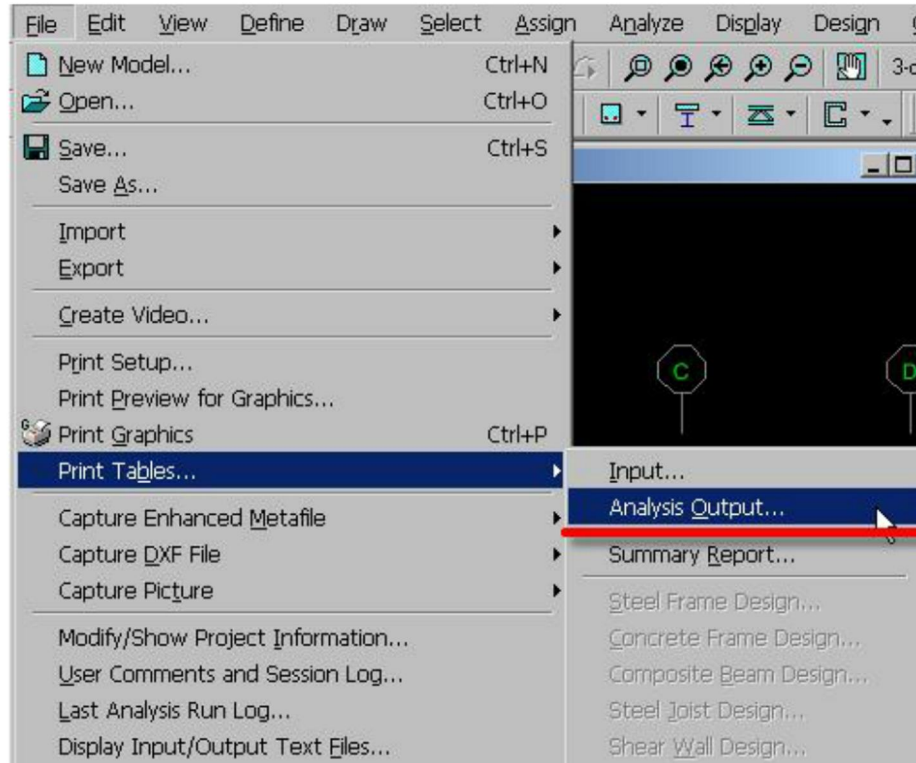 File Edit View Define Draw Select Assign Analyze Display Design
New Model... Ctrl+N
Open... Ctrl+O
3-d
Save... Ctrl+S
Save As...
Import
Export
Create Video...
Print Setup...
Print Preview for Graphics...
Print Graphics Ctrl+P
Print Tables...
Capture Enhanced Metafile
Capture DXF File
Capture Picture
Modify/Show Project Information...
User Comments and Session Log...
Last Analysis Run Log...
Display Input/Output Text Files...
C
D
Input...
Analysis Output...
Summary Report...
Steel Frame Design...
Concrete Frame Design...
Composite Beam Design...
Steel Joist Design...
Shear Wall Design...